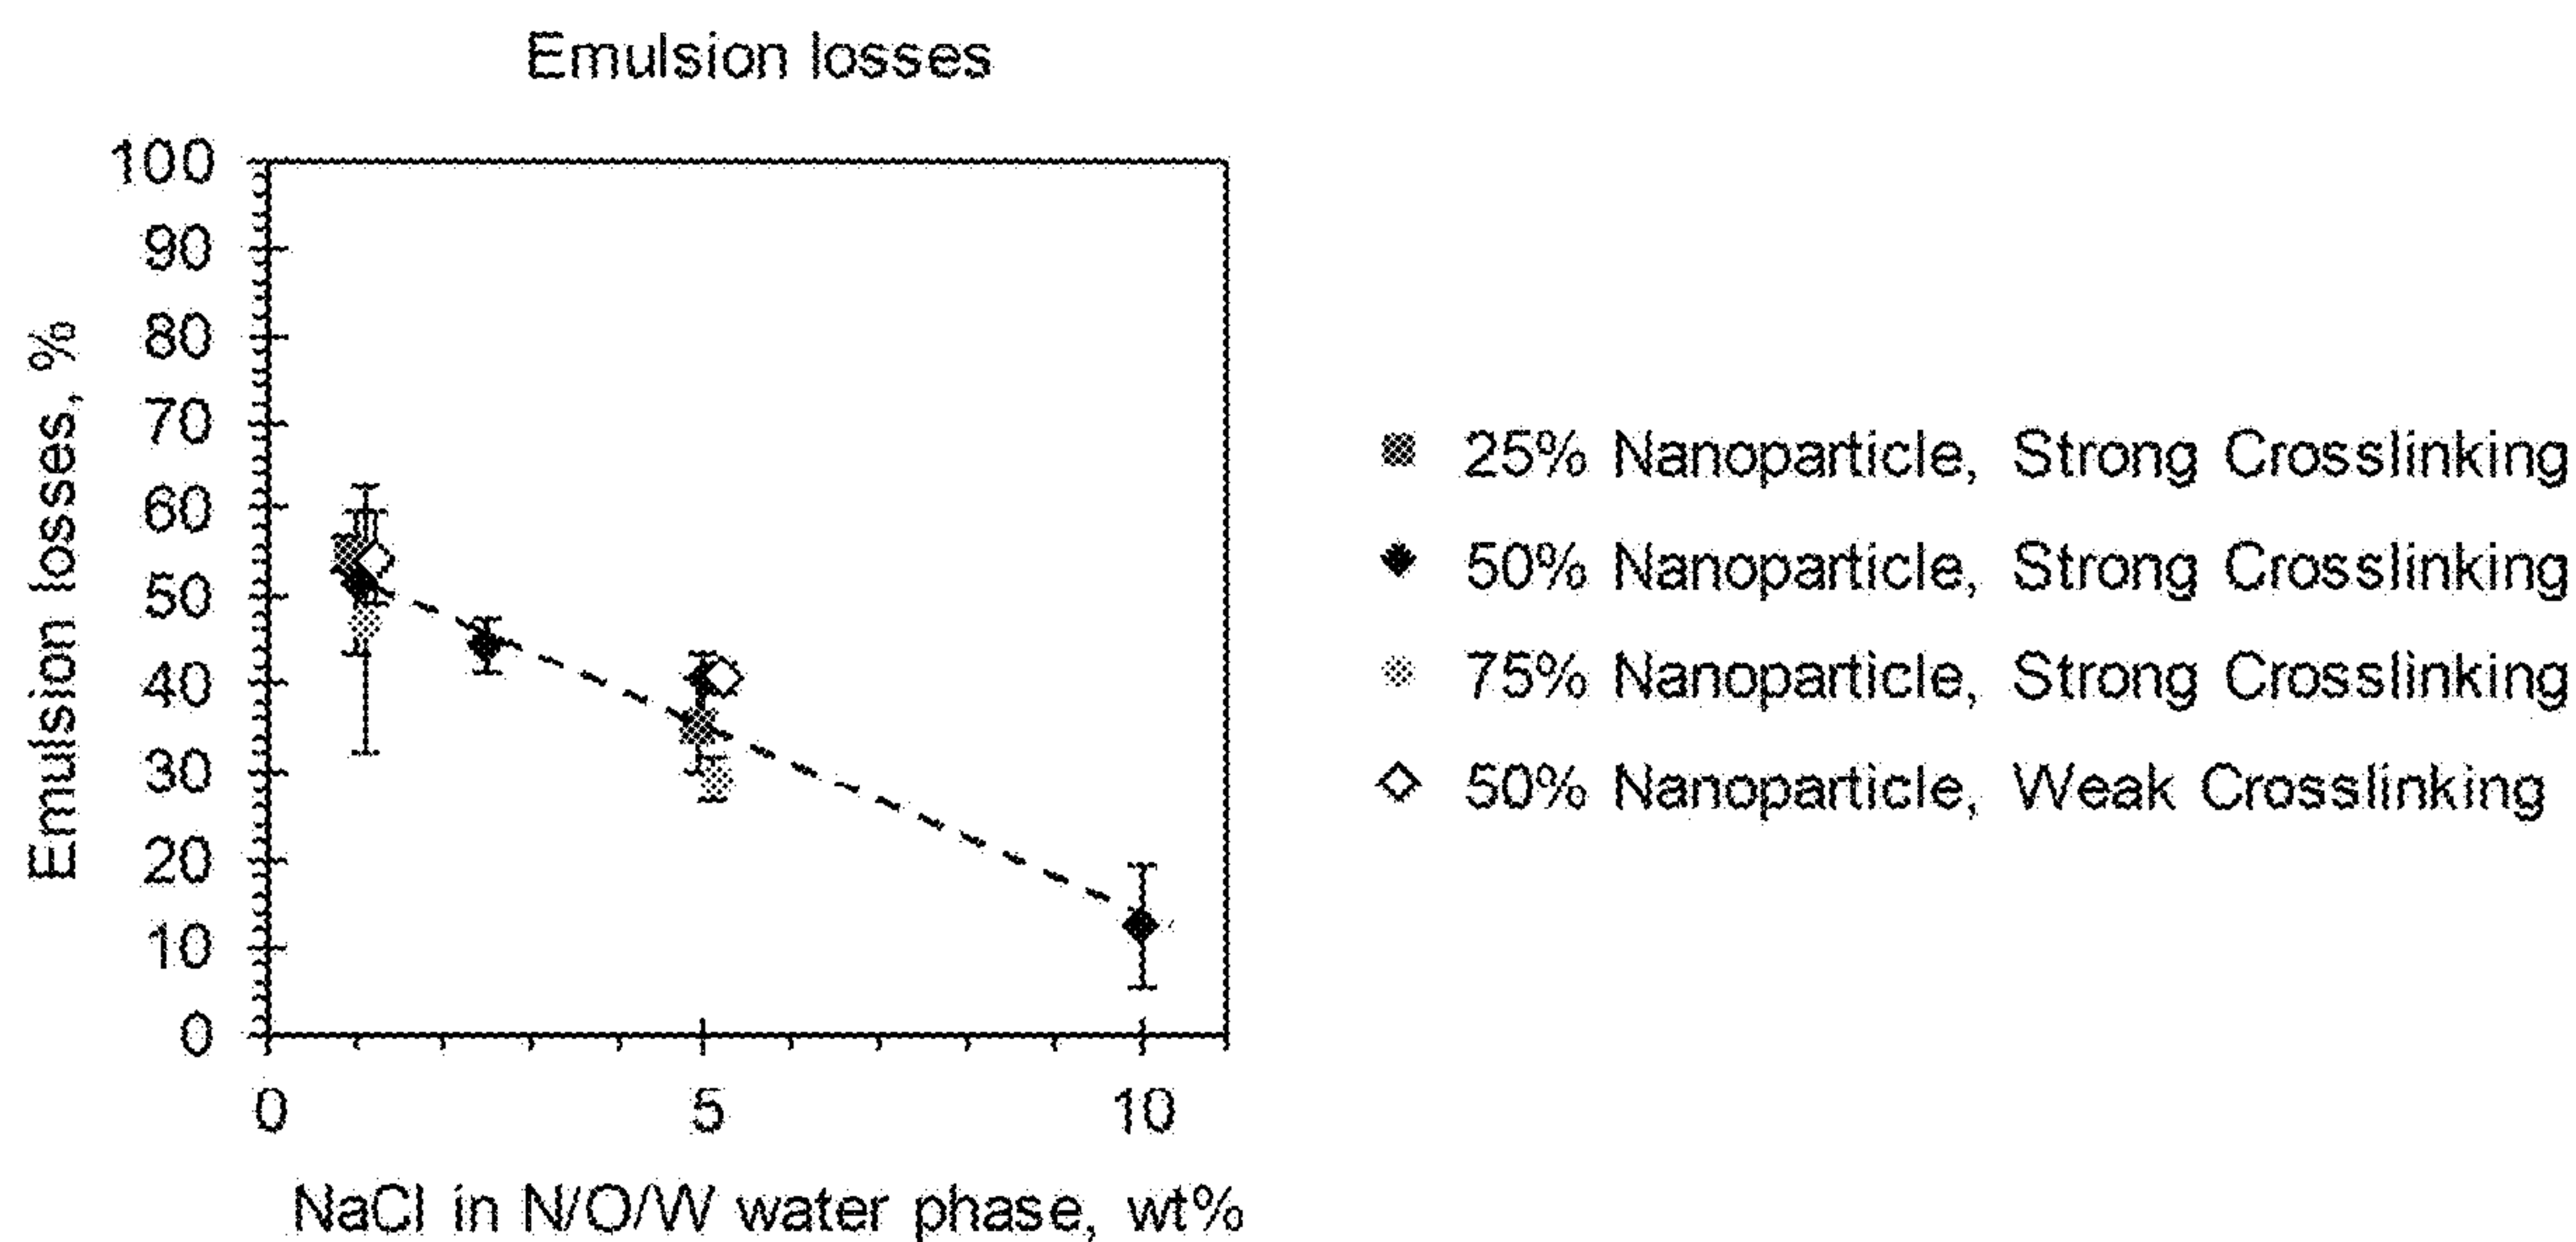 Emulsion losses
100
90
80
70
60
50
40
30
20
10
0
Emulsion losses, %
0 5 10
NaCl in N/O/W water phase, wt%
25% Nanoparticle, Strong Crosslinking
50% Nanoparticle, Strong Crosslinking
75% Nanoparticle, Strong Crosslinking
50% Nanoparticle, Weak Crosslinking